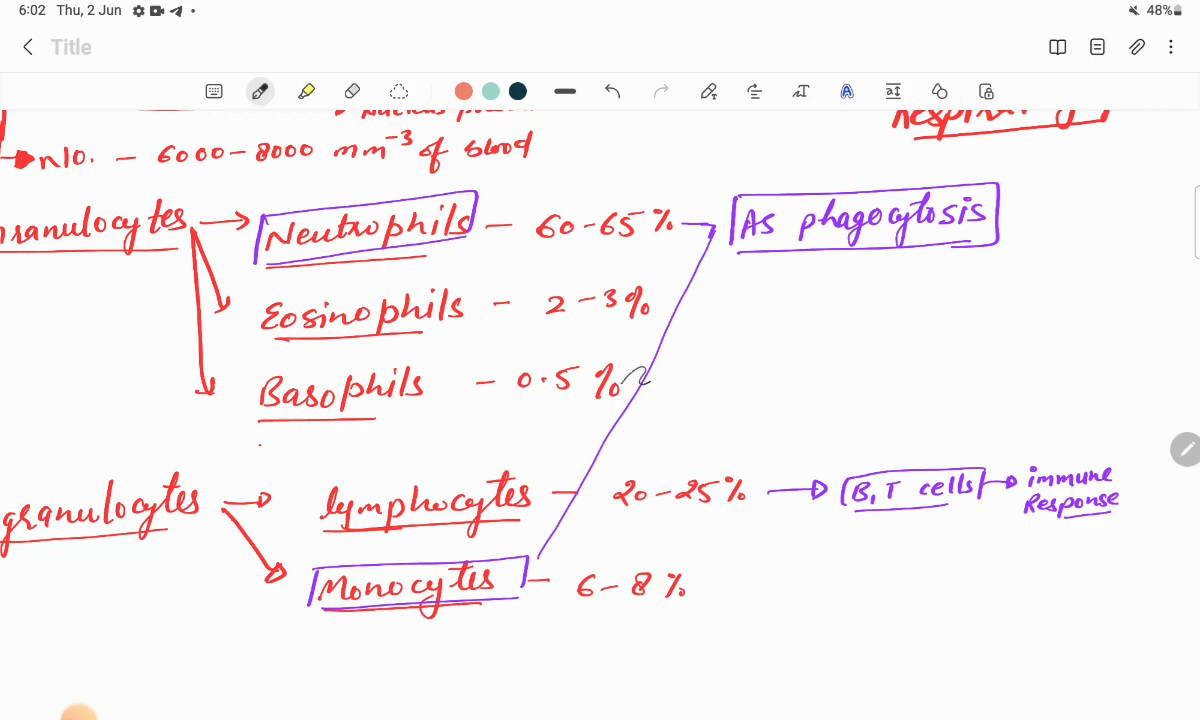 6:02 Thu, 2 Jun 48%
Title
n10. - 6000-8000 mm⁻³ of blood
ranulocytes → Neutrophils - 60-65% As phagocytosis
Eosinophils - 2-3%
Basophils - 0.5%
granulocytes → lymphocytes - 20-25% → B, T cells → immune Response
Monocytes - 6-8%